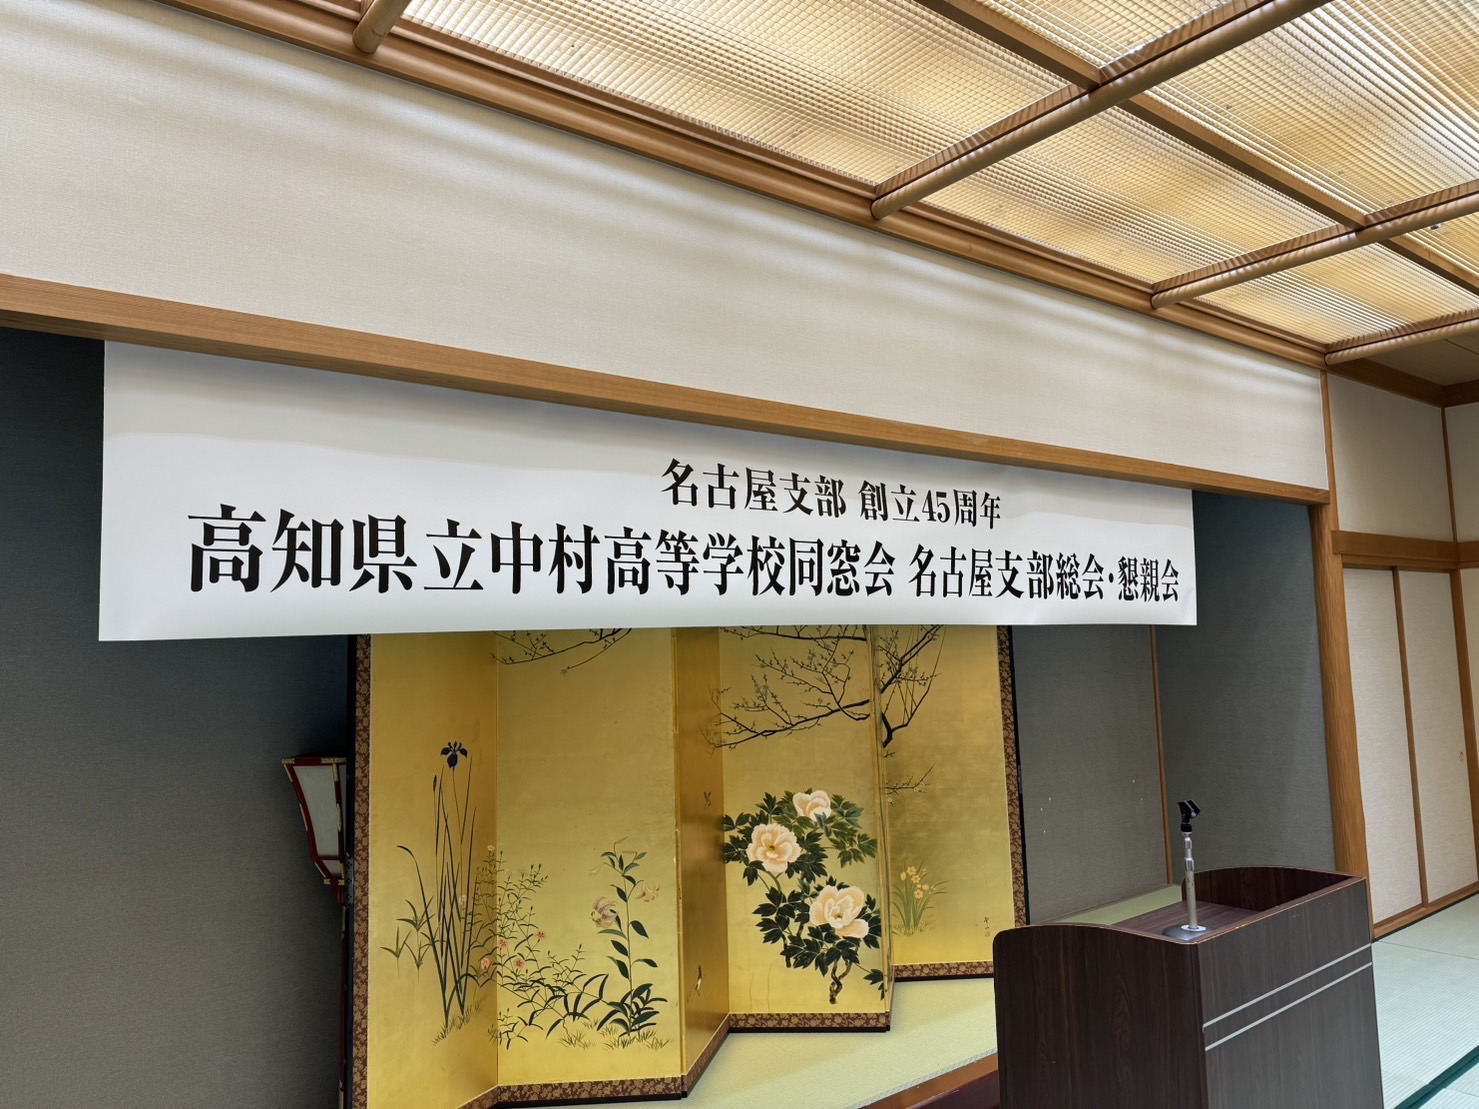 名古屋支部 創立45周年
高知県立中村高等学校同窓会 名古屋支部総会・懇親会